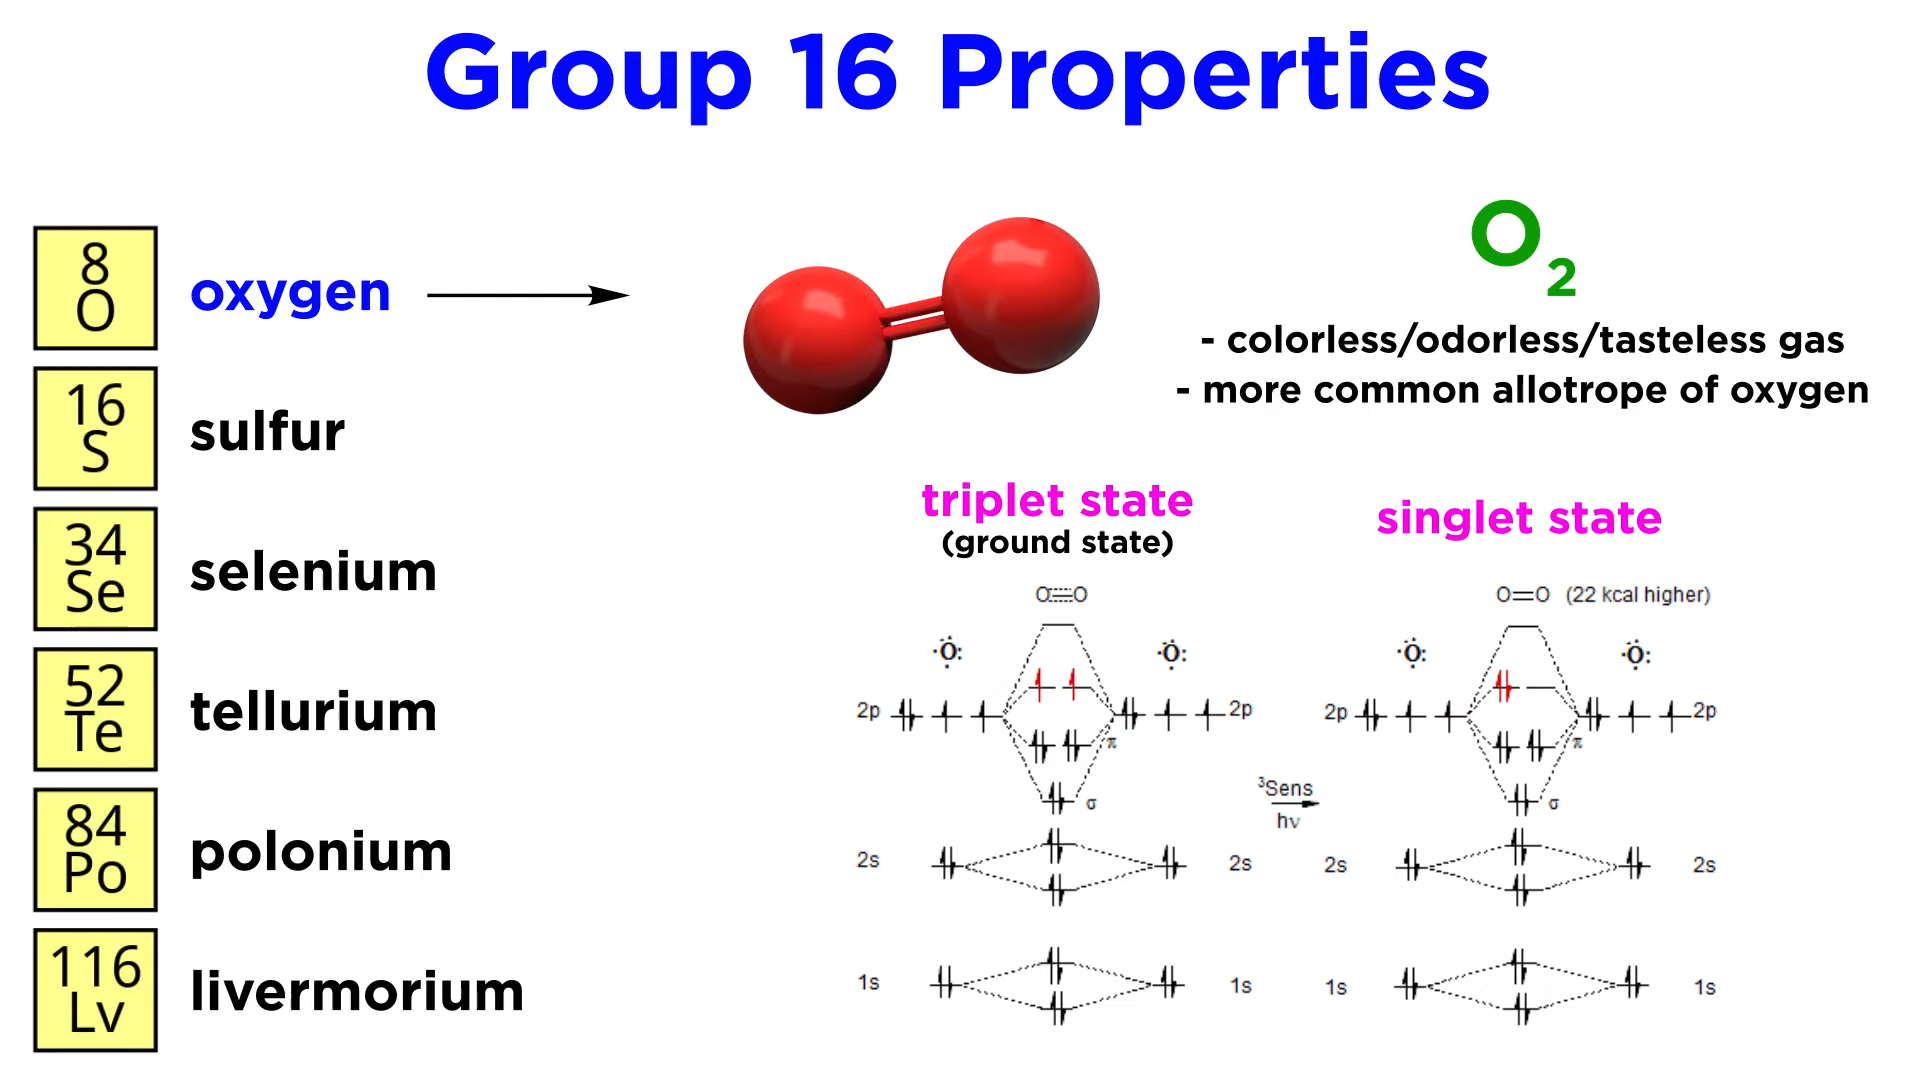 Group 16 Properties
8
O
oxygen
16
S
sulfur
34
Se
selenium
52
Te
tellurium
84
Po
polonium
116
Lv
livermorium
O₂
- colorless/odorless/tasteless gas
- more common allotrope of oxygen
triplet state
(ground state)
O O
·Ö: ·Ö:
2p 2p
π
σ
2s 2s
1s 1s
³Sens
hν
singlet state
O=O (22 kcal higher)
·Ö: ·Ö:
2p 2p
π
σ
2s 2s
1s 1s